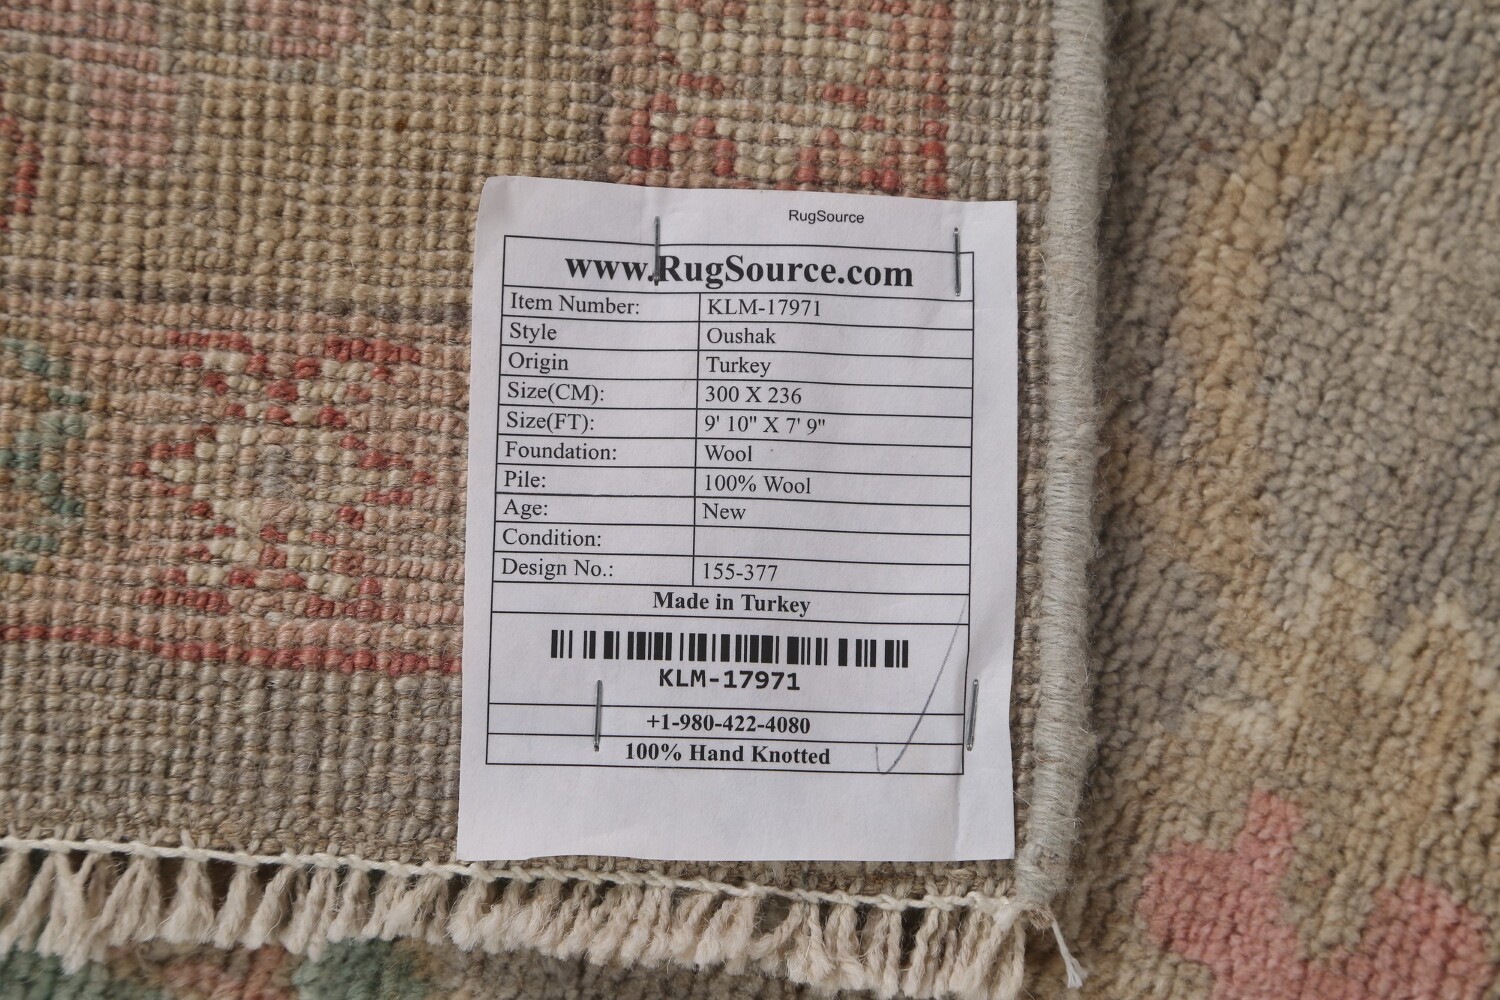 RugSource
www.RugSource.com
Item Number: KLM-17971
Style Oushak
Origin Turkey
Size(CM): 300 X 236
Size(FT): 9' 10" X 7' 9"
Foundation: Wool
Pile: 100% Wool
Age: New
Condition:
Design No.: 155-377
Made in Turkey
KLM-17971
+1-980-422-4080
100% Hand Knotted